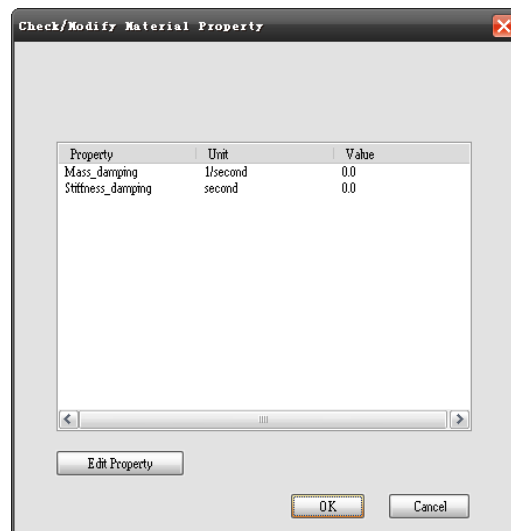 Check/Modify Material Property
Property Unit Value
Mass_damping 1/second 0.0
Stiffness_damping second 0.0
Edit Property
OK Cancel